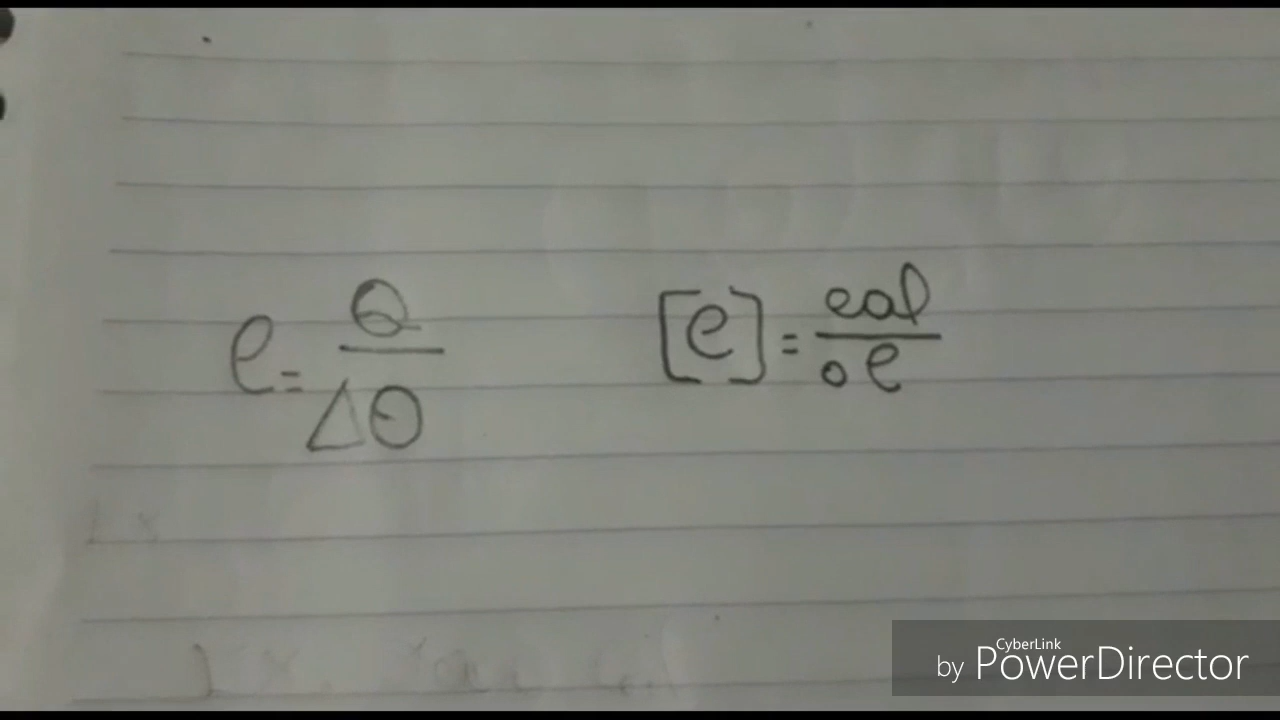 C = Q / Δθ
[C] = cal / °C
CyberLink
by PowerDirector